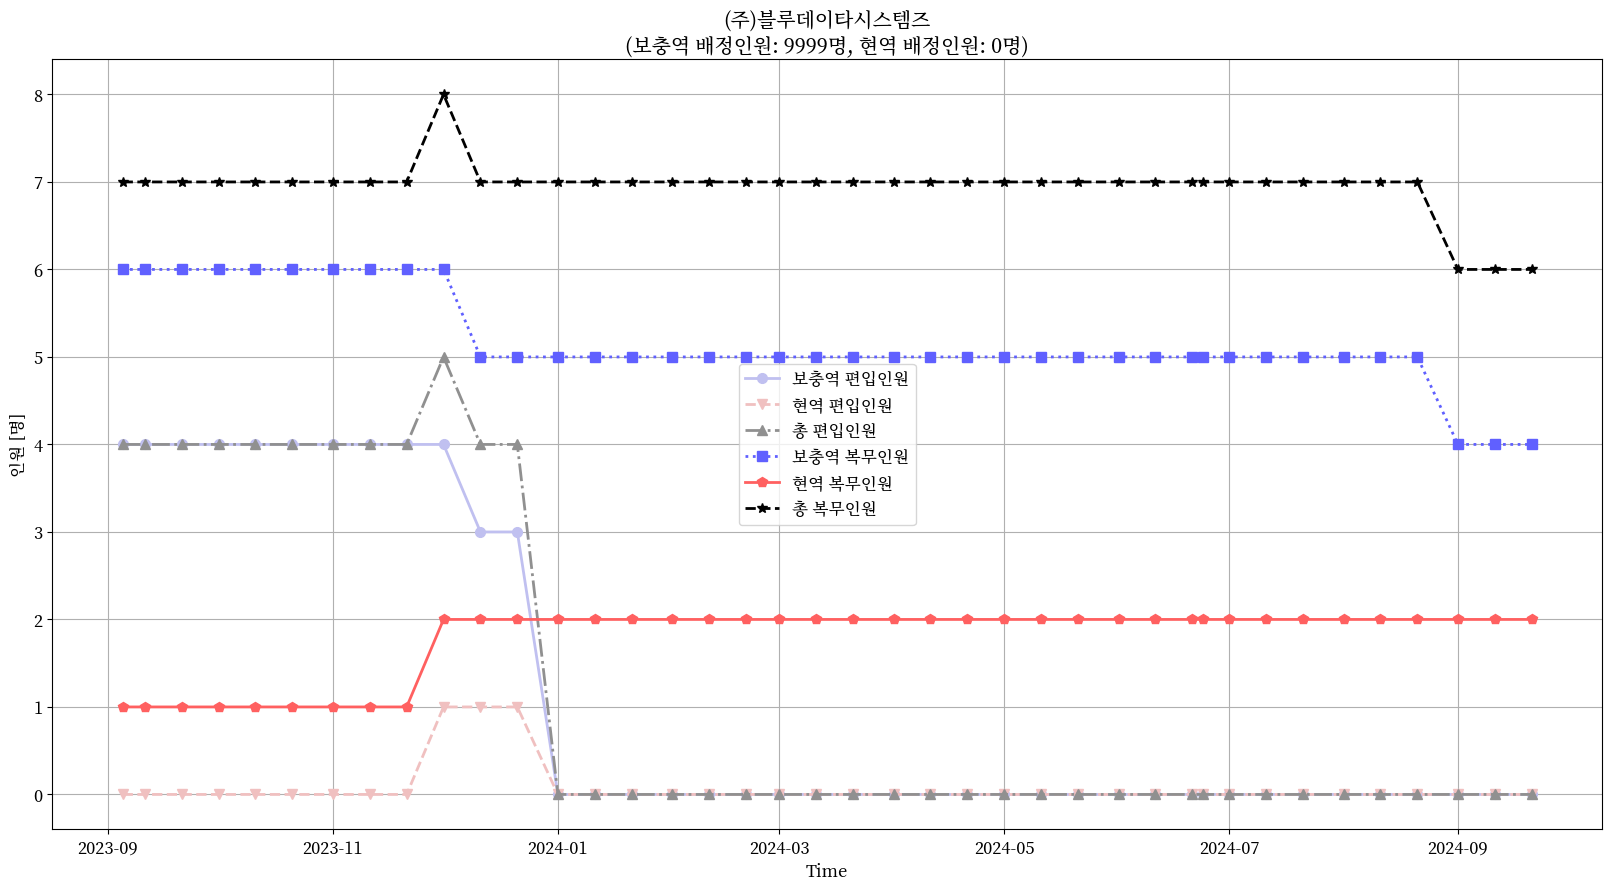 (주)블루데이타시스템즈
(보충역 배정인원: 9999명, 현역 배정인원: 0명)
8
7
6
5
4
3
2
1
0
인원 [명]
보충역 편입인원
현역 편입인원
총 편입인원
보충역 복무인원
현역 복무인원
총 복무인원
2023-09 2023-11 2024-01 2024-03 2024-05 2024-07 2024-09
Time